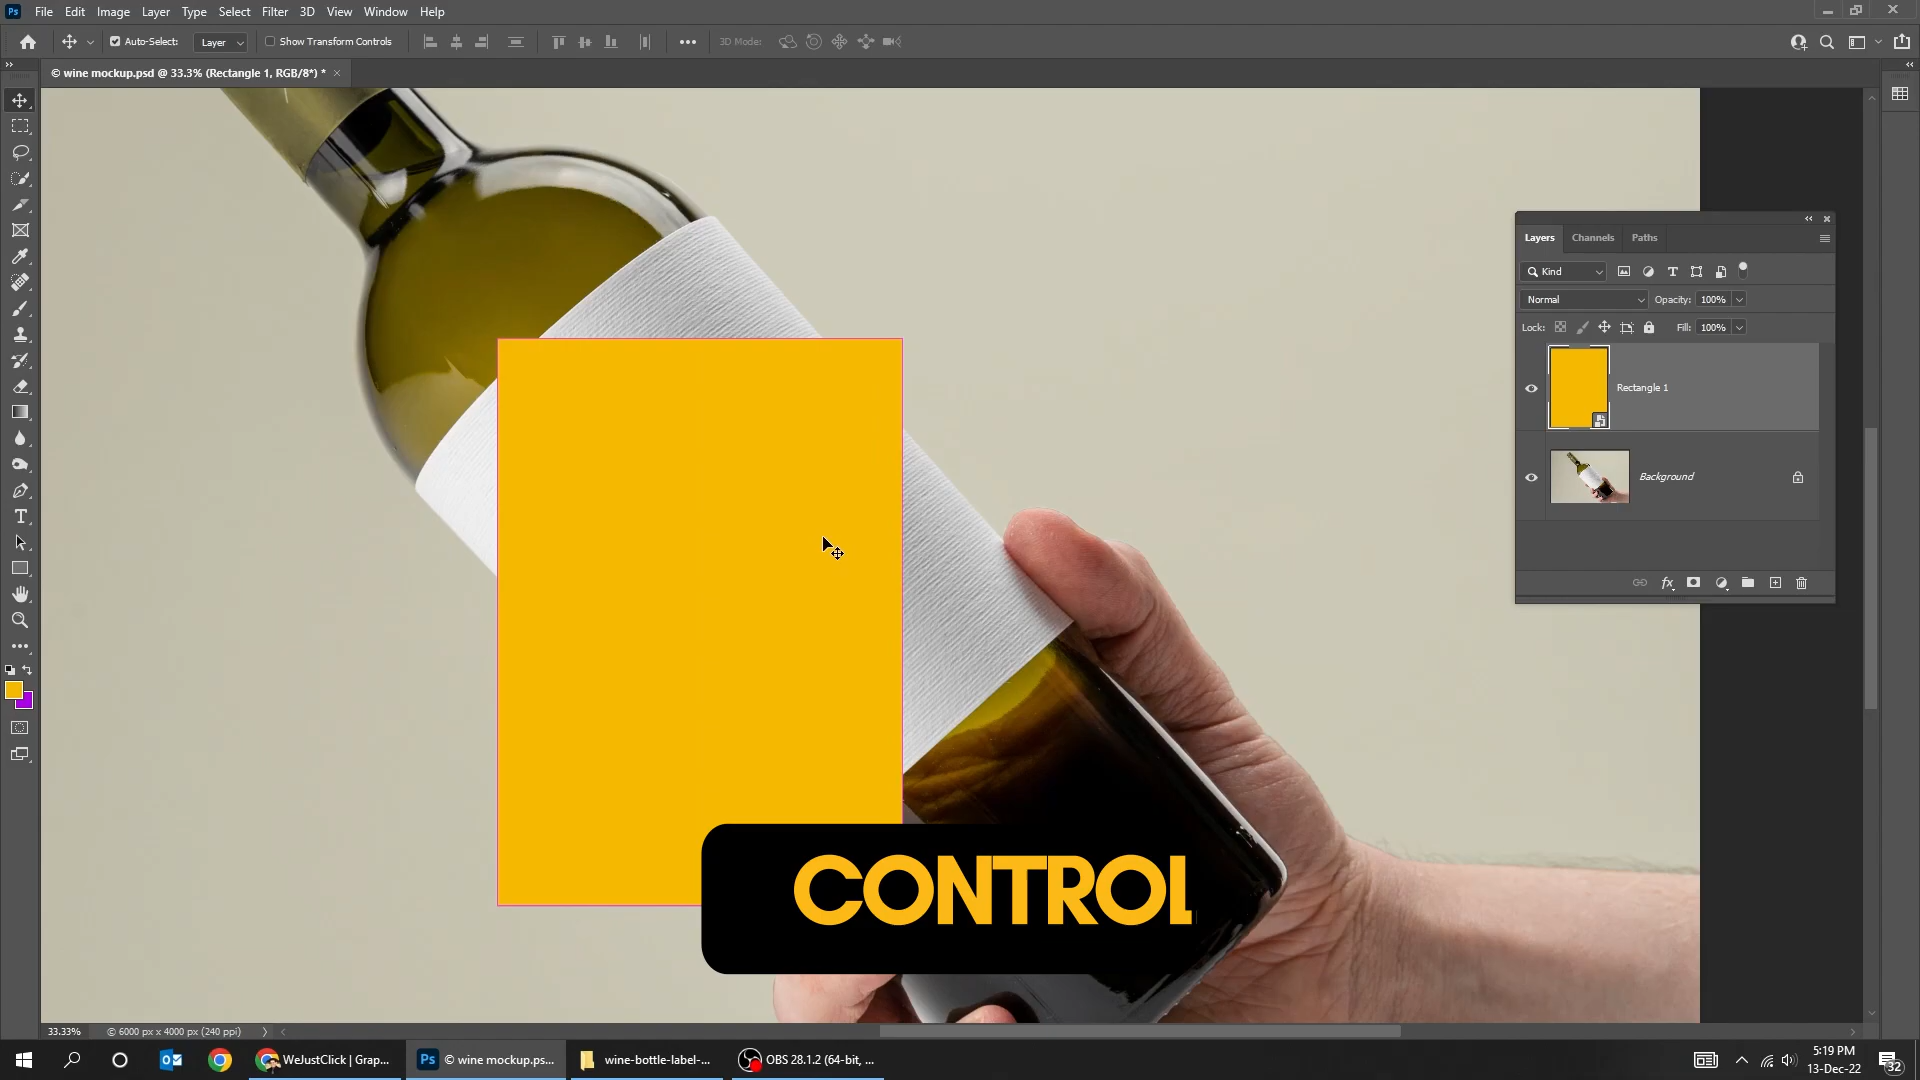 Ps File Edit Image Layer Type Select Filter 3D View Window Help
Auto-Select: Layer Show Transform Controls 3D Mode:
© wine mockup.psd @ 33.3% (Rectangle 1, RGB/8*) *
Layers Channels Paths
Kind
Normal Opacity: 100%
Lock: Fill: 100%
Rectangle 1
Background
CONTROL
33.33% © 6000 px x 4000 px (240 ppi)
WeJustClick | Grap... Ps © wine mockup.ps... wine-bottle-label-... OBS 28.1.2 (64-bit, ...
5:19 PM
13-Dec-22
32